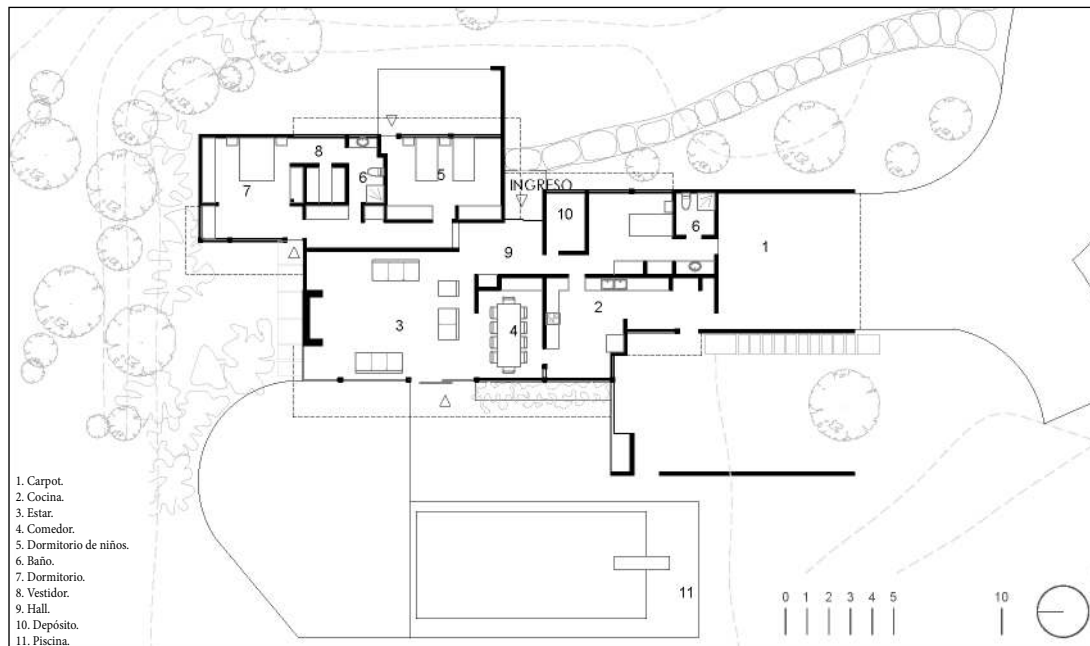 8
5
6
7
INGRESO
10
6
1
9
2
3
4
1. Carpot.
2. Cocina.
3. Estar.
4. Comedor.
5. Dormitorio de niños.
6. Baño.
7. Dormitorio.
8. Vestidor.
9. Hall.
10. Depósito.
11. Piscina.
11
0 1 2 3 4 5 10